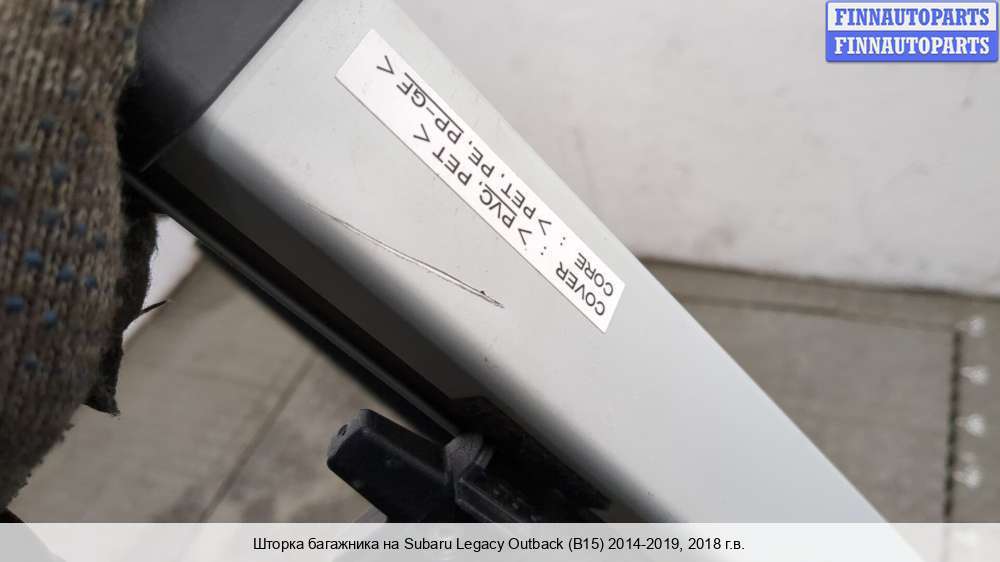 FINNAUTOPARTS
FINNAUTOPARTS
COVER : > PVC, PET <
CORE : > PET, PE, PP-GF <
Шторка багажника на Subaru Legacy Outback (B15) 2014-2019, 2018 г.в.